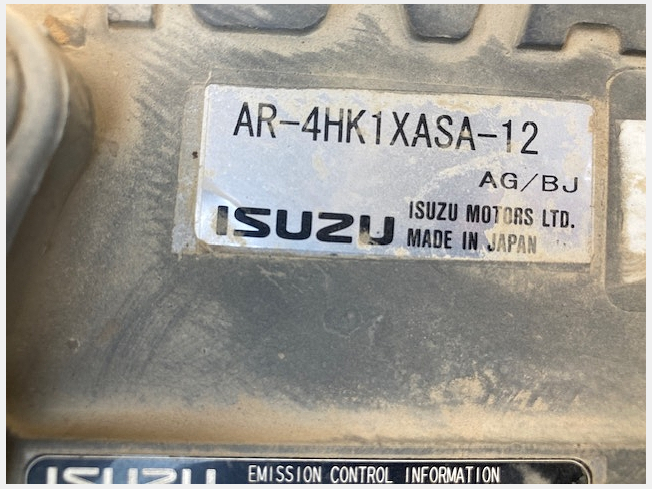 AR-4HK1XASA-12
AG/BJ
ISUZU ISUZU MOTORS LTD.
MADE IN JAPAN
ISUZU EMISSION CONTROL INFORMATION